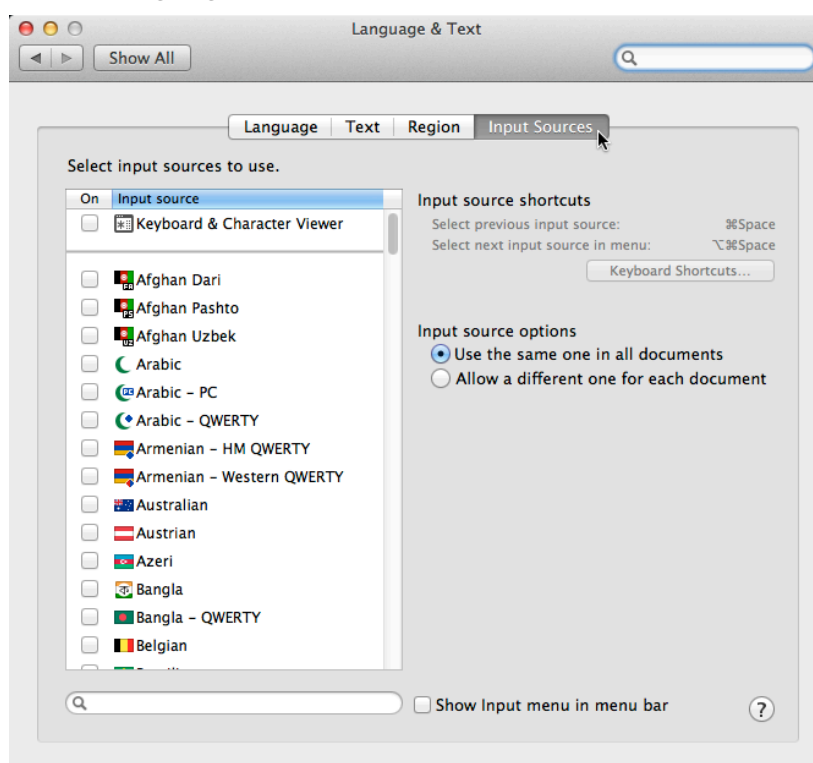 Language & Text
Show All
Language Text Region Input Sources
Select input sources to use.
On Input source
Keyboard & Character Viewer
Afghan Dari
Afghan Pashto
Afghan Uzbek
Arabic
Arabic – PC
Arabic – QWERTY
Armenian – HM QWERTY
Armenian – Western QWERTY
Australian
Austrian
Azeri
Bangla
Bangla – QWERTY
Belgian
Input source shortcuts
Select previous input source: ⌘Space
Select next input source in menu: ⌥⌘Space
Keyboard Shortcuts...
Input source options
Use the same one in all documents
Allow a different one for each document
Show Input menu in menu bar
?